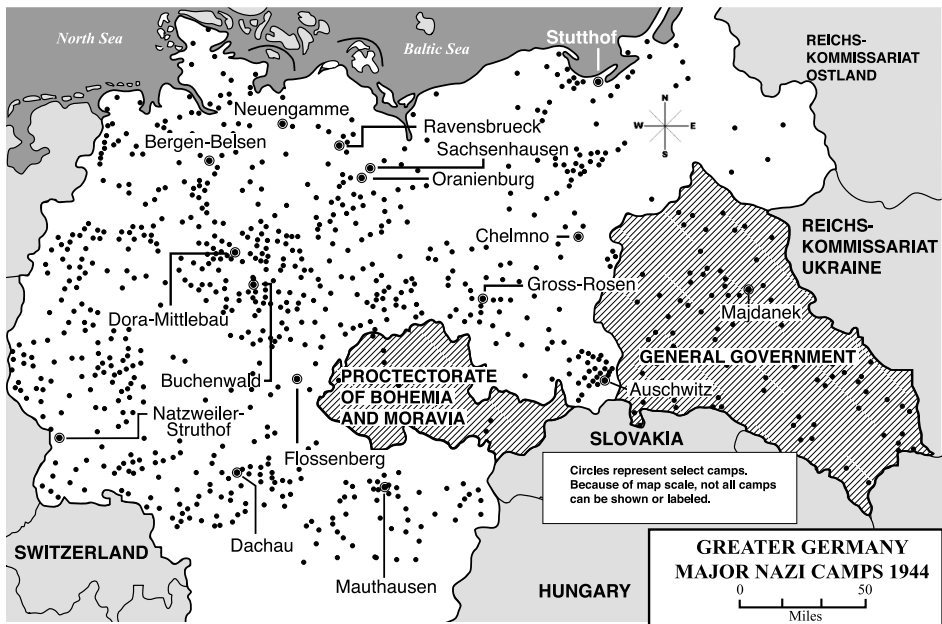 North Sea
Baltic Sea
Stutthof
REICHS-
KOMMISSARIAT
OSTLAND
N
W E
S
Neuengamme
Ravensbrueck
Bergen-Belsen
Sachsenhausen
Oranienburg
Chelmno
REICHS-
KOMMISSARIAT
UKRAINE
Gross-Rosen
Majdanek
Dora-Mittlebau
GENERAL GOVERNMENT
Buchenwald
PROCTECTORATE
OF BOHEMIA
AND MORAVIA
Auschwitz
Natzweiler-
Struthof
SLOVAKIA
Flossenberg
Circles represent select camps.
Because of map scale, not all camps
can be shown or labeled.
Dachau
SWITZERLAND
Mauthausen
HUNGARY
GREATER GERMANY
MAJOR NAZI CAMPS 1944
0 50
Miles